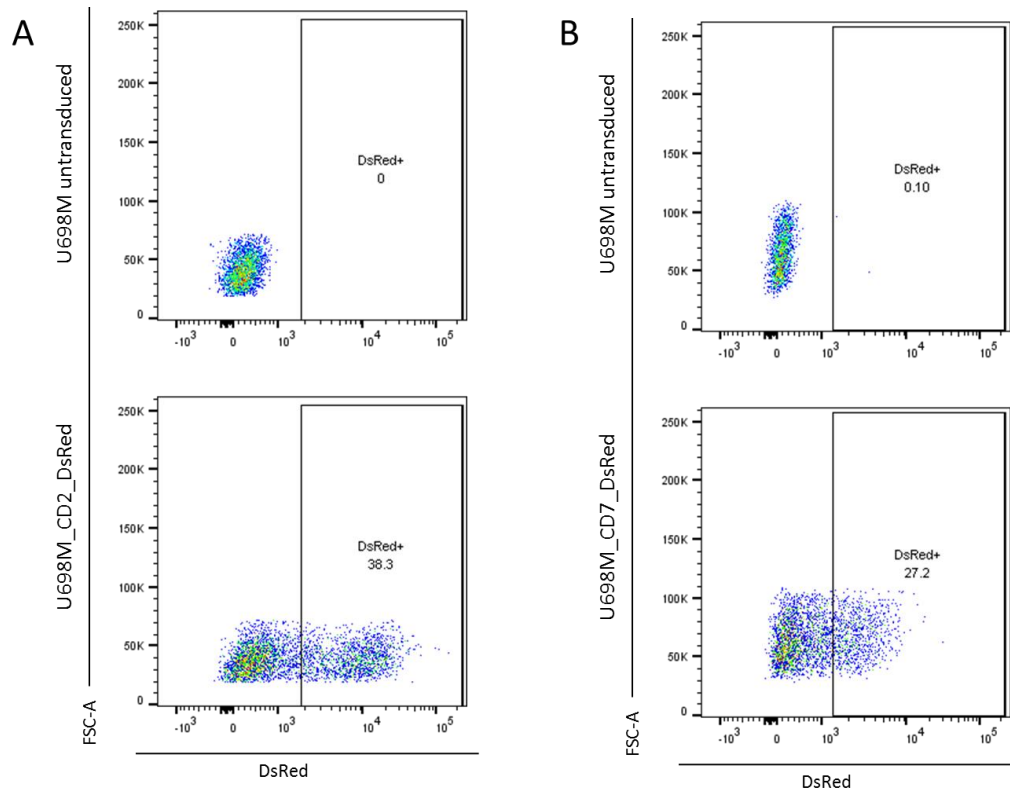 A
U698M untransduced
250K
200K
150K
100K
50K
0
DsRed+
0
-10³ 0 10³ 10⁴ 10⁵
U698M_CD2_DsRed
250K
200K
150K
100K
50K
0
DsRed+
38.3
-10³ 0 10³ 10⁴ 10⁵
FSC-A
DsRed
B
U698M untransduced
250K
200K
150K
100K
50K
0
DsRed+
0.10
-10³ 0 10³ 10⁴ 10⁵
U698M_CD7_DsRed
250K
200K
150K
100K
50K
0
DsRed+
27.2
-10³ 0 10³ 10⁴ 10⁵
FSC-A
DsRed